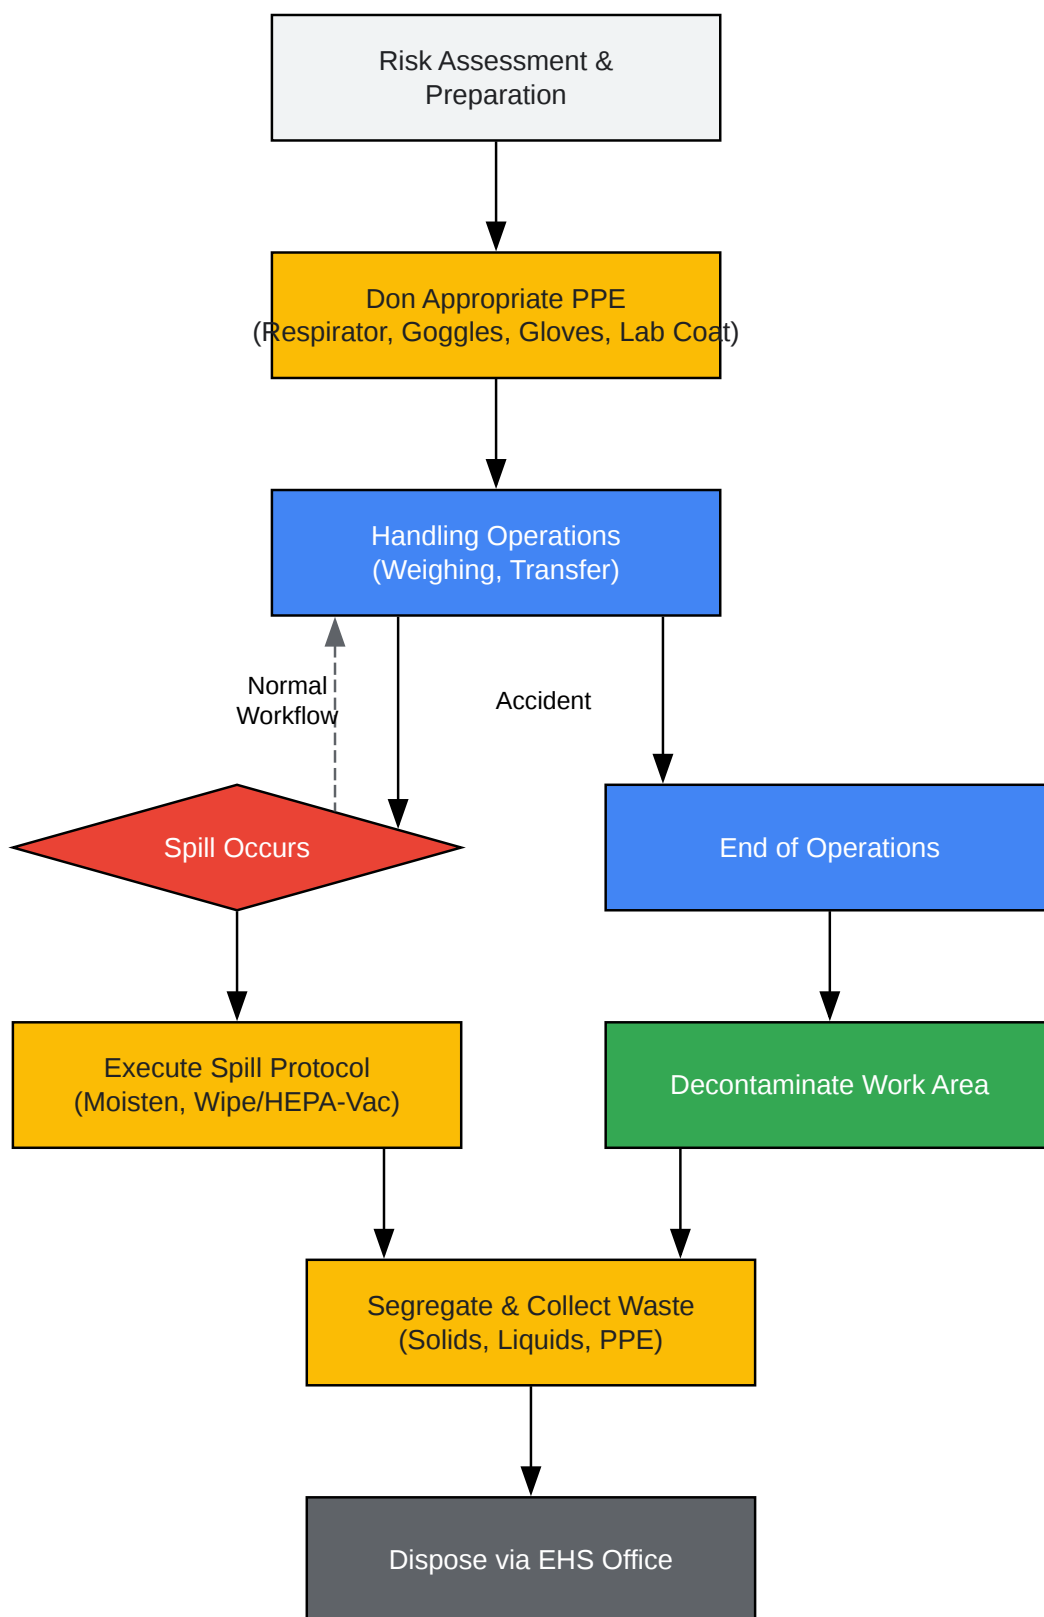 Risk Assessment &
Preparation
Don Appropriate PPE
(Respirator, Goggles, Gloves, Lab Coat)
Handling Operations
(Weighing, Transfer)
Normal
Workflow
Accident
Spill Occurs
End of Operations
Execute Spill Protocol
(Moisten, Wipe/HEPA-Vac)
Decontaminate Work Area
Segregate & Collect Waste
(Solids, Liquids, PPE)
Dispose via EHS Office